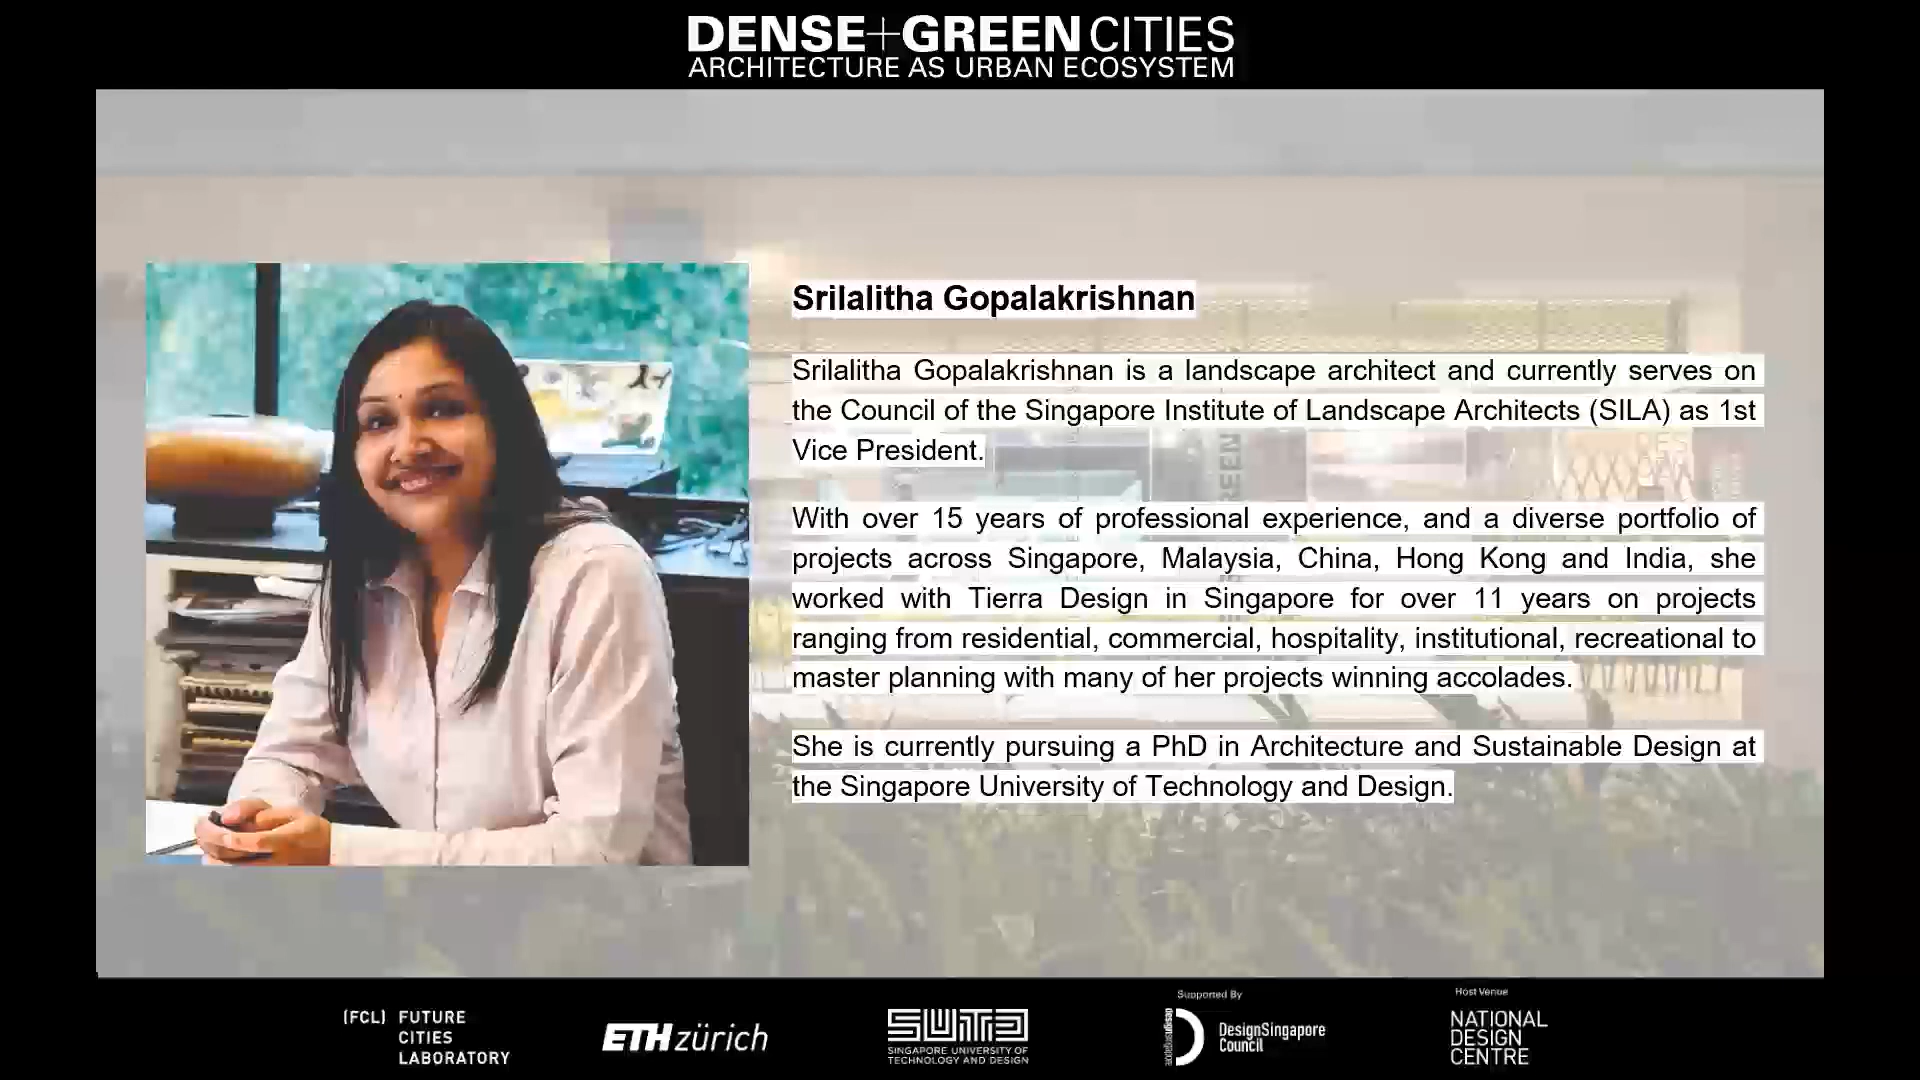 DENSE+GREEN CITIES
ARCHITECTURE AS URBAN ECOSYSTEM
Srilalitha Gopalakrishnan
Srilalitha Gopalakrishnan is a landscape architect and currently serves on
the Council of the Singapore Institute of Landscape Architects (SILA) as 1st
Vice President.
With over 15 years of professional experience, and a diverse portfolio of
projects across Singapore, Malaysia, China, Hong Kong and India, she
worked with Tierra Design in Singapore for over 11 years on projects
ranging from residential, commercial, hospitality, institutional, recreational to
master planning with many of her projects winning accolades.
She is currently pursuing a PhD in Architecture and Sustainable Design at
the Singapore University of Technology and Design.
(FCL) FUTURE
CITIES
LABORATORY
ETH zürich
SUTD
SINGAPORE UNIVERSITY OF
TECHNOLOGY AND DESIGN
Supported By
designsingapore
DesignSingapore
Council
Host Venue
NATIONAL
DESIGN
CENTRE